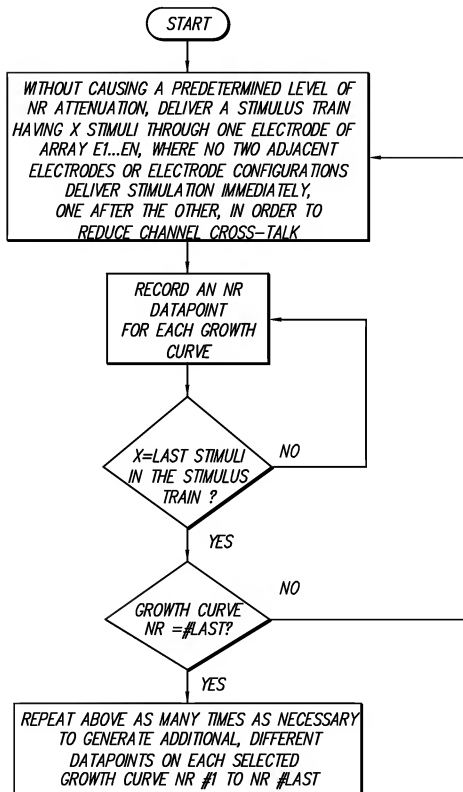 START
WITHOUT CAUSING A PREDETERMINED LEVEL OF
NR ATTENUATION, DELIVER A STIMULUS TRAIN
HAVING X STIMULI THROUGH ONE ELECTRODE OF
ARRAY E1...EN, WHERE NO TWO ADJACENT
ELECTRODES OR ELECTRODE CONFIGURATIONS
DELIVER STIMULATION IMMEDIATELY,
ONE AFTER THE OTHER, IN ORDER TO
REDUCE CHANNEL CROSS-TALK
RECORD AN NR
DATAPOINT
FOR EACH GROWTH
CURVE
X=LAST STIMULI
IN THE STIMULUS
TRAIN ?
NO
YES
GROWTH CURVE
NR =#LAST?
NO
YES
REPEAT ABOVE AS MANY TIMES AS NECESSARY
TO GENERATE ADDITIONAL, DIFFERENT
DATAPOINTS ON EACH SELECTED
GROWTH CURVE NR #1 TO NR #LAST